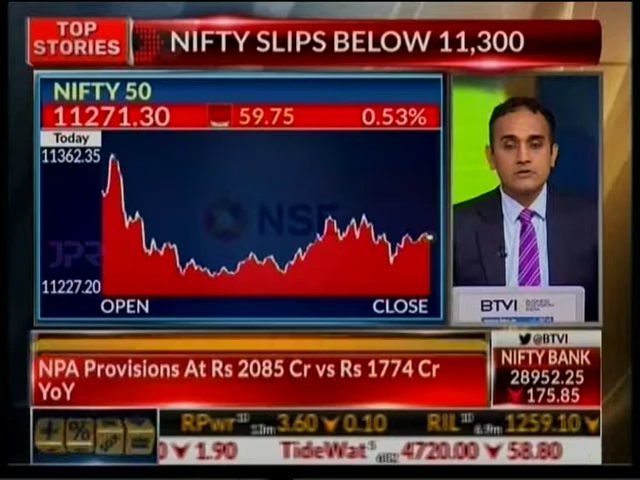 TOP
STORIES
NIFTY SLIPS BELOW 11,300
NIFTY 50
11271.30 59.75 0.53%
Today
11362.35
NSE
JPR
11227.20
OPEN CLOSE
BTVI
@BTVI
NPA Provisions At Rs 2085 Cr vs Rs 1774 Cr
YoY
NIFTY BANK
28952.25
175.85
RPwr 3.60 0.10 RIL 1259.10
1.90 TideWat 4720.00 58.80